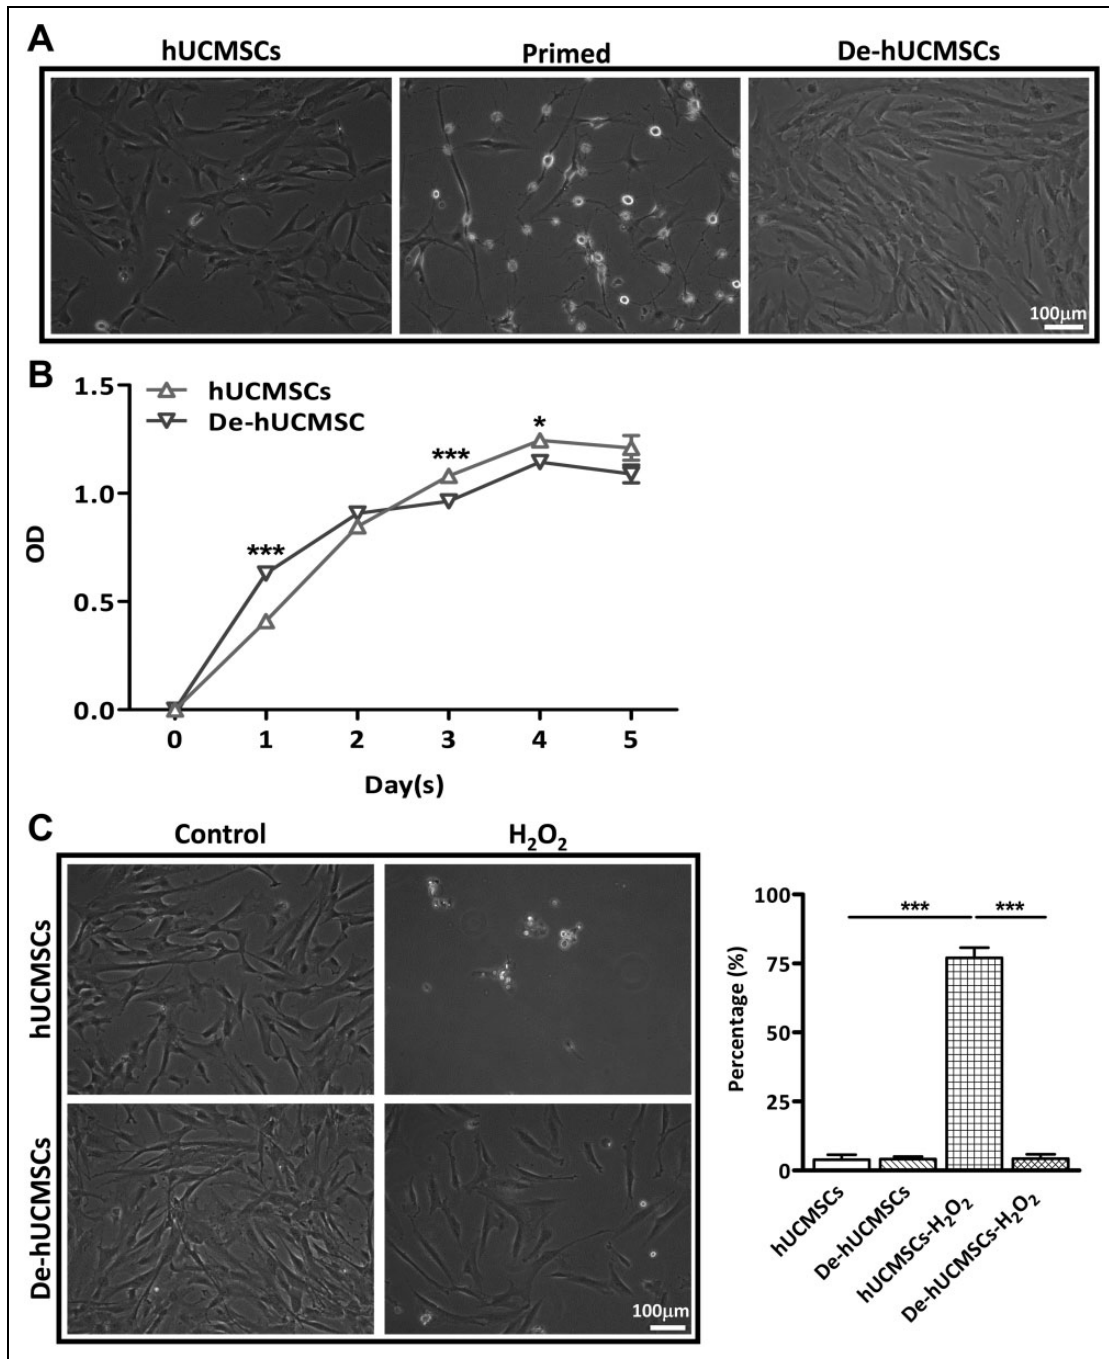 A
hUCMSCs Primed De-hUCMSCs
100μm
B
1.5
1.0
0.5
0.0
OD
hUCMSCs
De-hUCMSC
***
***
*
0 1 2 3 4 5
Day(s)
C
Control H₂O₂
hUCMSCs
De-hUCMSCs
100μm
100
75
50
25
0
Percentage (%)
*** ***
hUCMSCs
De-hUCMSCs
hUCMSCs-H₂O₂
De-hUCMSCs-H₂O₂